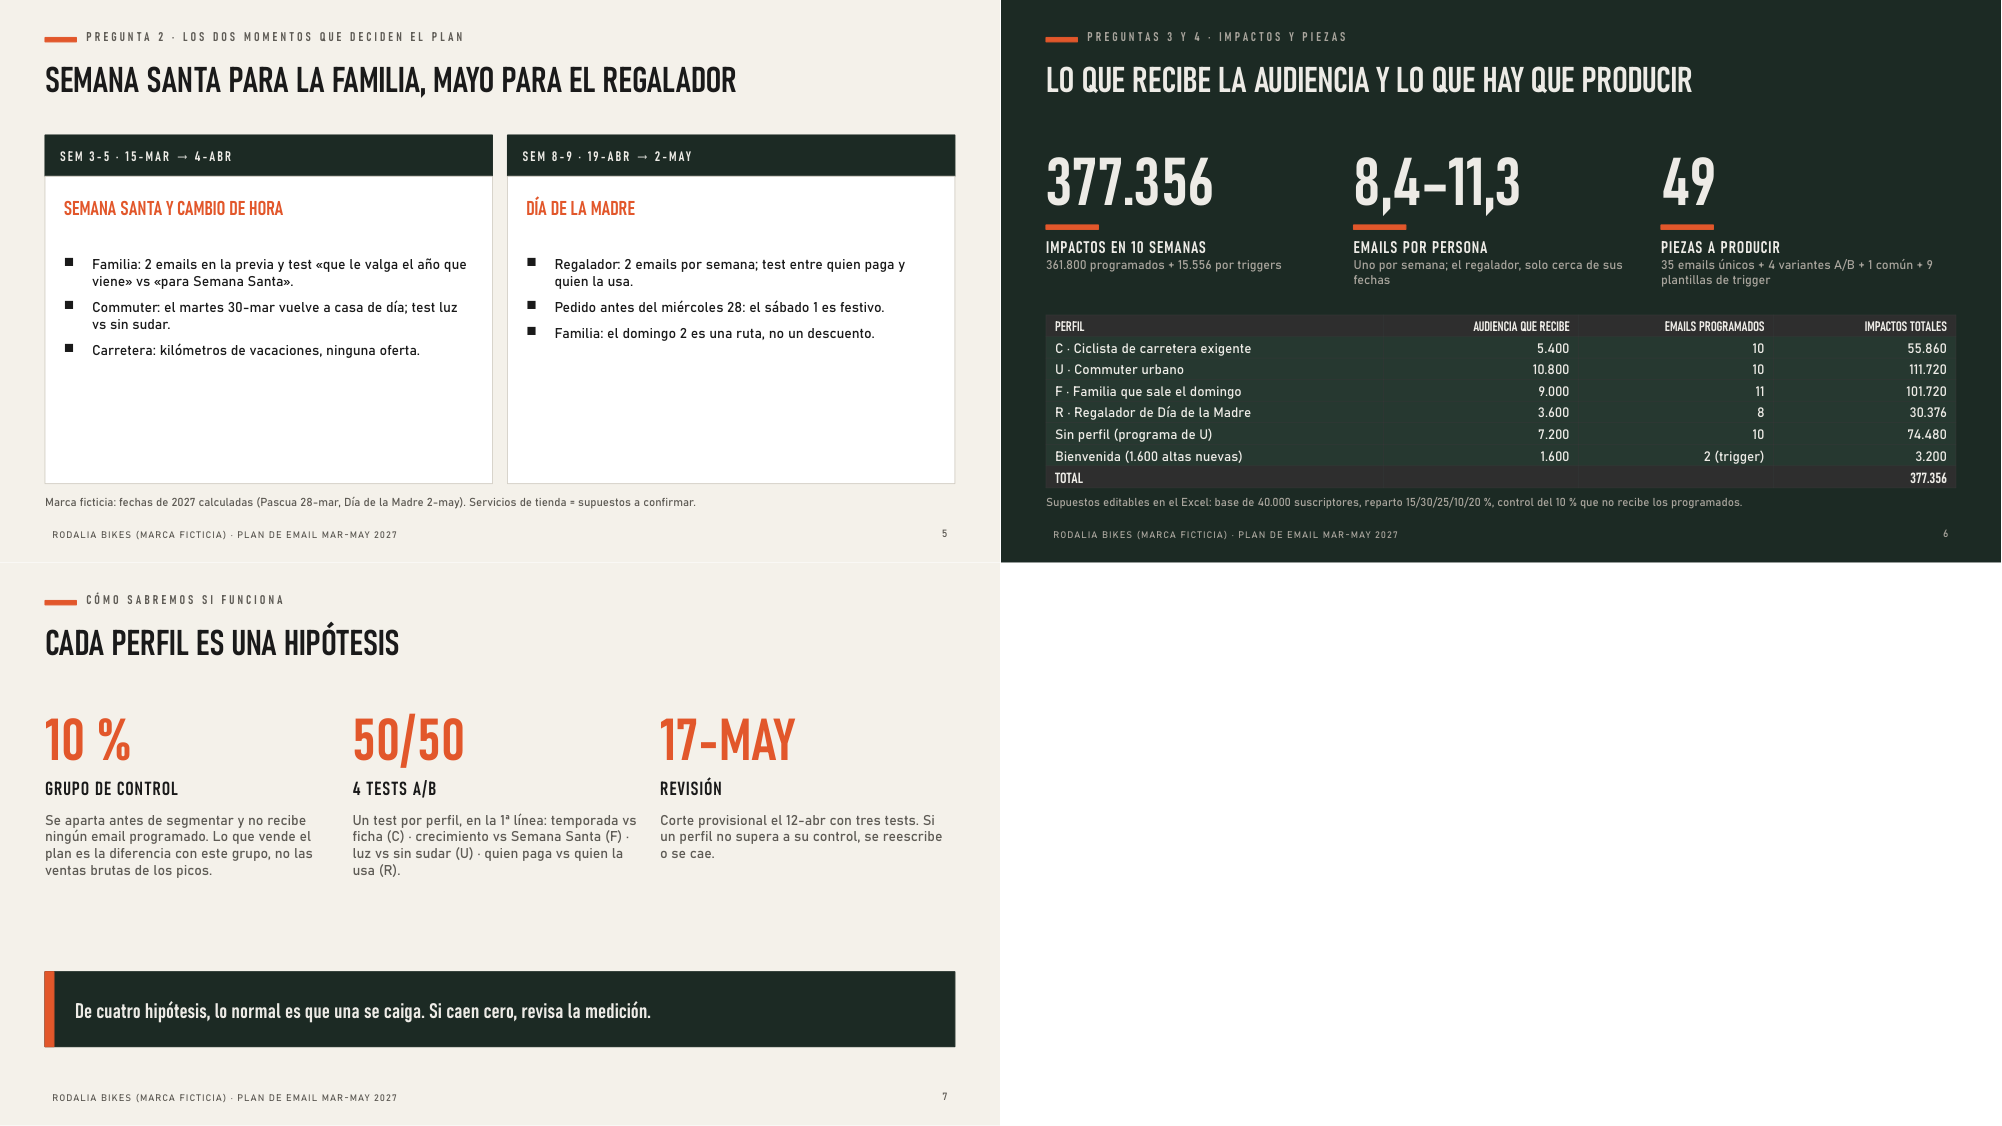 PREGUNTA 2 · LOS DOS MOMENTOS QUE DECIDEN EL PLAN
SEMANA SANTA PARA LA FAMILIA, MAYO PARA EL REGALADOR
SEM 3-5 · 15-MAR → 4-ABR
SEMANA SANTA Y CAMBIO DE HORA
■ Familia: 2 emails en la previa y test «que le valga el año que
viene» vs «para Semana Santa».
■ Commuter: el martes 30-mar vuelve a casa de día; test luz
vs sin sudar.
■ Carretera: kilómetros de vacaciones, ninguna oferta.
SEM 8-9 · 19-ABR → 2-MAY
DÍA DE LA MADRE
■ Regalador: 2 emails por semana; test entre quien paga y
quien la usa.
■ Pedido antes del miércoles 28: el sábado 1 es festivo.
■ Familia: el domingo 2 es una ruta, no un descuento.
Marca ficticia: fechas de 2027 calculadas (Pascua 28-mar, Día de la Madre 2-may). Servicios de tienda = supuestos a confirmar.
RODALIA BIKES (MARCA FICTICIA) · PLAN DE EMAIL MAR-MAY 2027
5
PREGUNTAS 3 Y 4 · IMPACTOS Y PIEZAS
LO QUE RECIBE LA AUDIENCIA Y LO QUE HAY QUE PRODUCIR
377.356
IMPACTOS EN 10 SEMANAS
361.800 programados + 15.556 por triggers
8,4–11,3
EMAILS POR PERSONA
Uno por semana; el regalador, solo cerca de sus
fechas
49
PIEZAS A PRODUCIR
35 emails únicos + 4 variantes A/B + 1 común + 9
plantillas de trigger
PERFIL AUDIENCIA QUE RECIBE EMAILS PROGRAMADOS IMPACTOS TOTALES
C · Ciclista de carretera exigente 5.400 10 55.860
U · Commuter urbano 10.800 10 111.720
F · Familia que sale el domingo 9.000 11 101.720
R · Regalador de Día de la Madre 3.600 8 30.376
Sin perfil (programa de U) 7.200 10 74.480
Bienvenida (1.600 altas nuevas) 1.600 2 (trigger) 3.200
TOTAL 377.356
Supuestos editables en el Excel: base de 40.000 suscriptores, reparto 15/30/25/10/20 %, control del 10 % que no recibe los programados.
RODALIA BIKES (MARCA FICTICIA) · PLAN DE EMAIL MAR-MAY 2027
6
CÓMO SABREMOS SI FUNCIONA
CADA PERFIL ES UNA HIPÓTESIS
10 %
GRUPO DE CONTROL
Se aparta antes de segmentar y no recibe
ningún email programado. Lo que vende el
plan es la diferencia con este grupo, no las
ventas brutas de los picos.
50/50
4 TESTS A/B
Un test por perfil, en la 1ª línea: temporada vs
ficha (C) · crecimiento vs Semana Santa (F) ·
luz vs sin sudar (U) · quien paga vs quien la
usa (R).
17-MAY
REVISIÓN
Corte provisional el 12-abr con tres tests. Si
un perfil no supera a su control, se reescribe
o se cae.
De cuatro hipótesis, lo normal es que una se caiga. Si caen cero, revisa la medición.
RODALIA BIKES (MARCA FICTICIA) · PLAN DE EMAIL MAR-MAY 2027
7